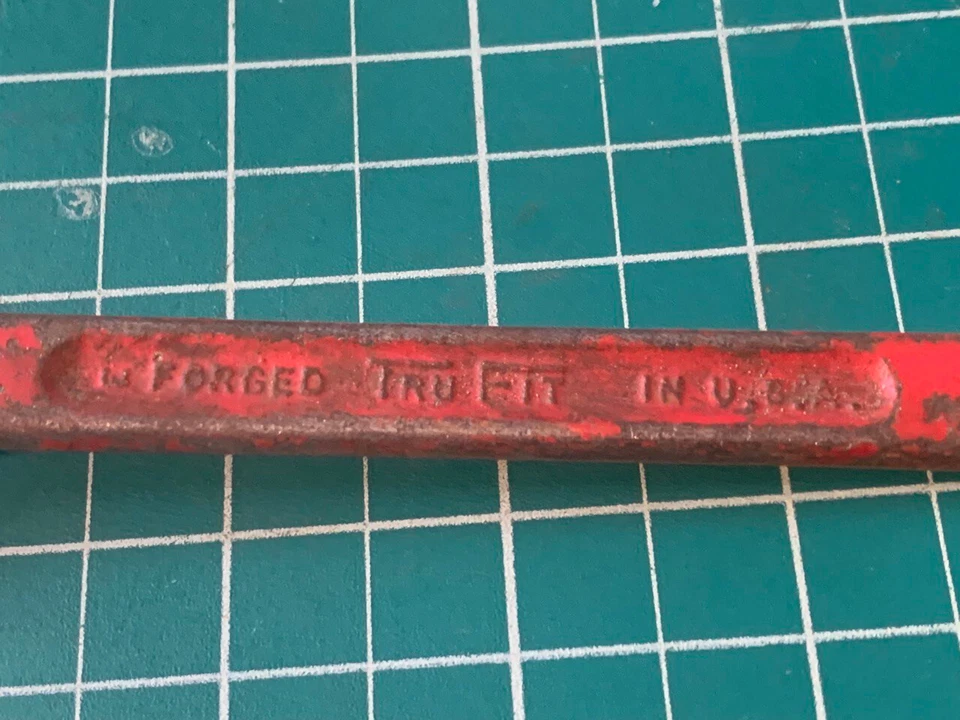 FORGED TRU FIT IN U.S.A.